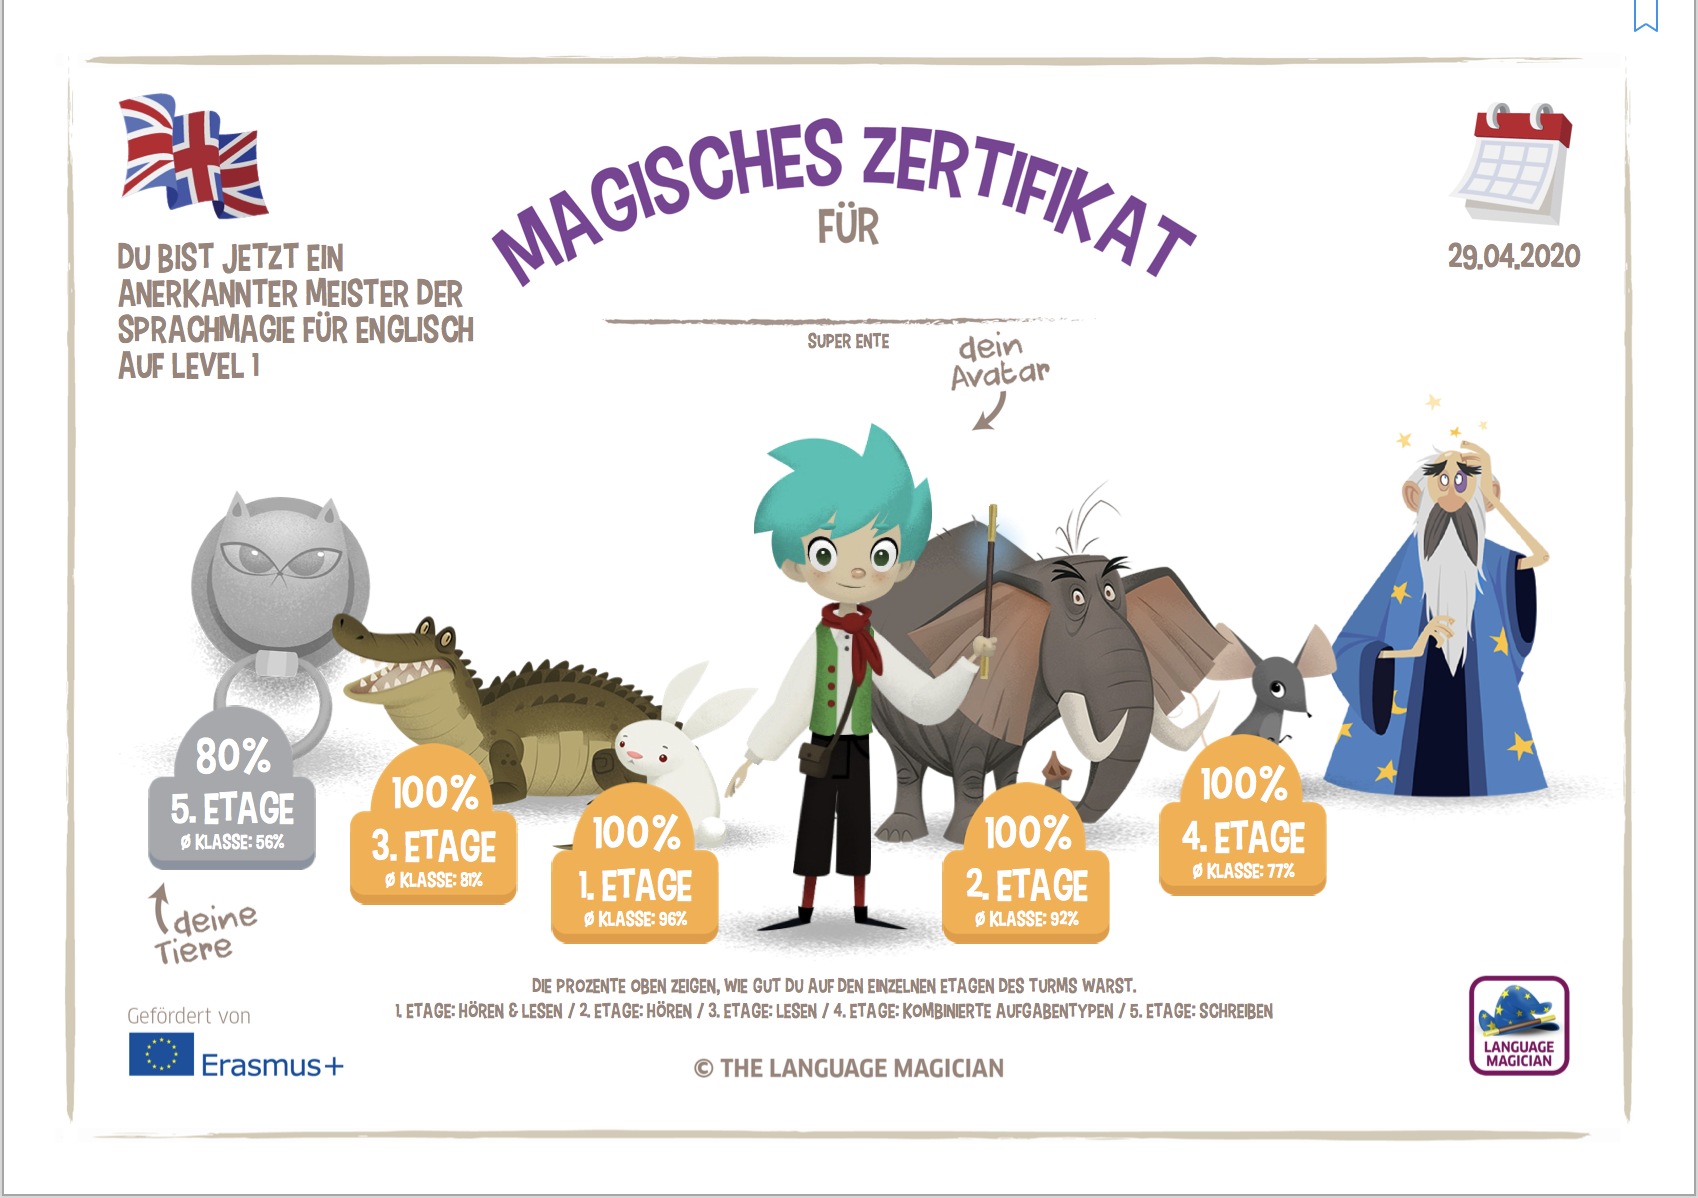 MAGISCHES ZERTIFIKAT
FÜR
DU BIST JETZT EIN
ANERKANNTER MEISTER DER
SPRACHMAGIE FÜR ENGLISCH
AUF LEVEL 1
29.04.2020
SUPER ENTE
dein
Avatar
80%
5. ETAGE
Ø KLASSE: 56%
100%
3. ETAGE
Ø KLASSE: 81%
100%
1. ETAGE
Ø KLASSE: 96%
100%
2. ETAGE
Ø KLASSE: 92%
100%
4. ETAGE
Ø KLASSE: 77%
deine
Tiere
DIE PROZENTE OBEN ZEIGEN, WIE GUT DU AUF DEN EINZELNEN ETAGEN DES TURMS WARST.
1. ETAGE: HÖREN & LESEN / 2. ETAGE: HÖREN / 3. ETAGE: LESEN / 4. ETAGE: KOMBINIERTE AUFGABENTYPEN / 5. ETAGE: SCHREIBEN
Gefördert von
Erasmus+
© THE LANGUAGE MAGICIAN
LANGUAGE
MAGICIAN